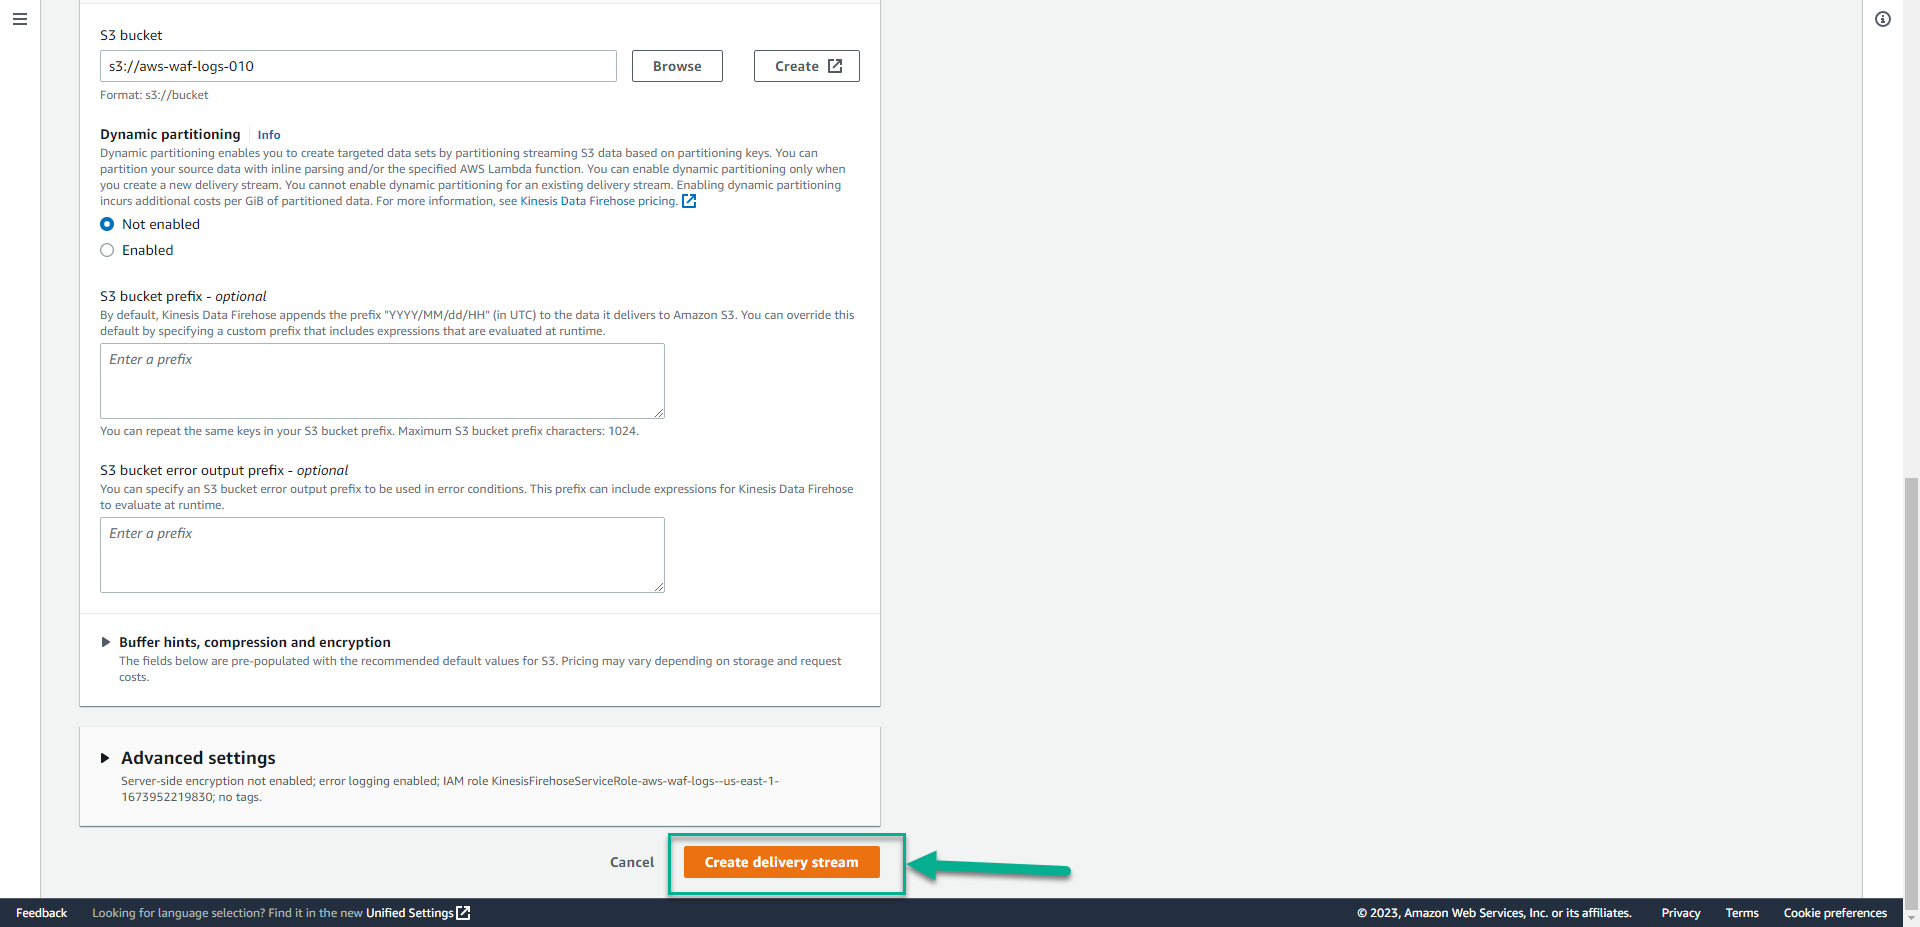 S3 bucket
s3://aws-waf-logs-010
Browse
Create
Format: s3://bucket
Dynamic partitioning Info
Dynamic partitioning enables you to create targeted data sets by partitioning streaming S3 data based on partitioning keys. You can
partition your source data with inline parsing and/or the specified AWS Lambda function. You can enable dynamic partitioning only when
you create a new delivery stream. You cannot enable dynamic partitioning for an existing delivery stream. Enabling dynamic partitioning
incurs additional costs per GiB of partitioned data. For more information, see Kinesis Data Firehose pricing.
Not enabled
Enabled
S3 bucket prefix - optional
By default, Kinesis Data Firehose appends the prefix "YYYY/MM/dd/HH" (in UTC) to the data it delivers to Amazon S3. You can override this
default by specifying a custom prefix that includes expressions that are evaluated at runtime.
Enter a prefix
You can repeat the same keys in your S3 bucket prefix. Maximum S3 bucket prefix characters: 1024.
S3 bucket error output prefix - optional
You can specify an S3 bucket error output prefix to be used in error conditions. This prefix can include expressions for Kinesis Data Firehose
to evaluate at runtime.
Enter a prefix
Buffer hints, compression and encryption
The fields below are pre-populated with the recommended default values for S3. Pricing may vary depending on storage and request
costs.
Advanced settings
Server-side encryption not enabled; error logging enabled; IAM role KinesisFirehoseServiceRole-aws-waf-logs--us-east-1-
1673952219830; no tags.
Cancel
Create delivery stream
Feedback
Looking for language selection? Find it in the new Unified Settings
© 2023, Amazon Web Services, Inc. or its affiliates.
Privacy
Terms
Cookie preferences